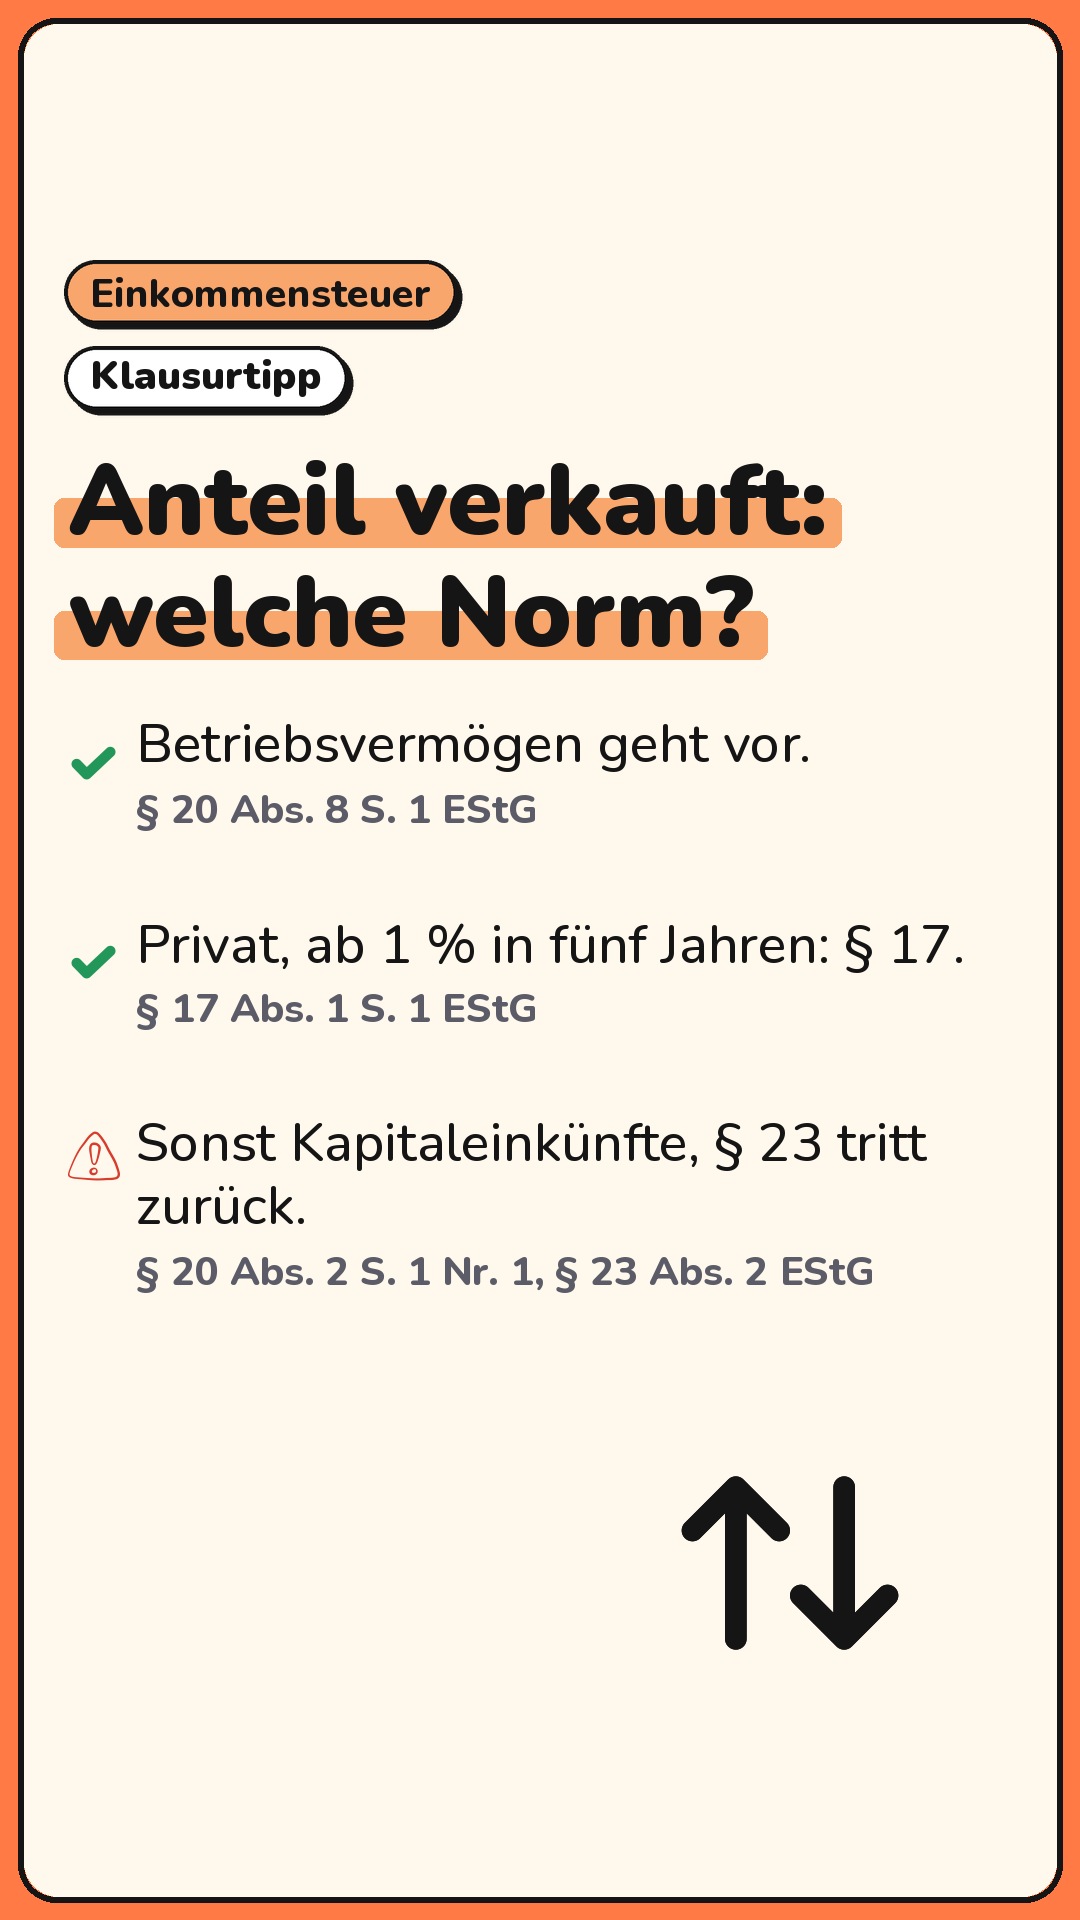 Einkommensteuer
Klausurtipp
Anteil verkauft:
welche Norm?
Betriebsvermögen geht vor.
§ 20 Abs. 8 S. 1 EStG
Privat, ab 1 % in fünf Jahren: § 17.
§ 17 Abs. 1 S. 1 EStG
Sonst Kapitaleinkünfte, § 23 tritt
zurück.
§ 20 Abs. 2 S. 1 Nr. 1, § 23 Abs. 2 EStG